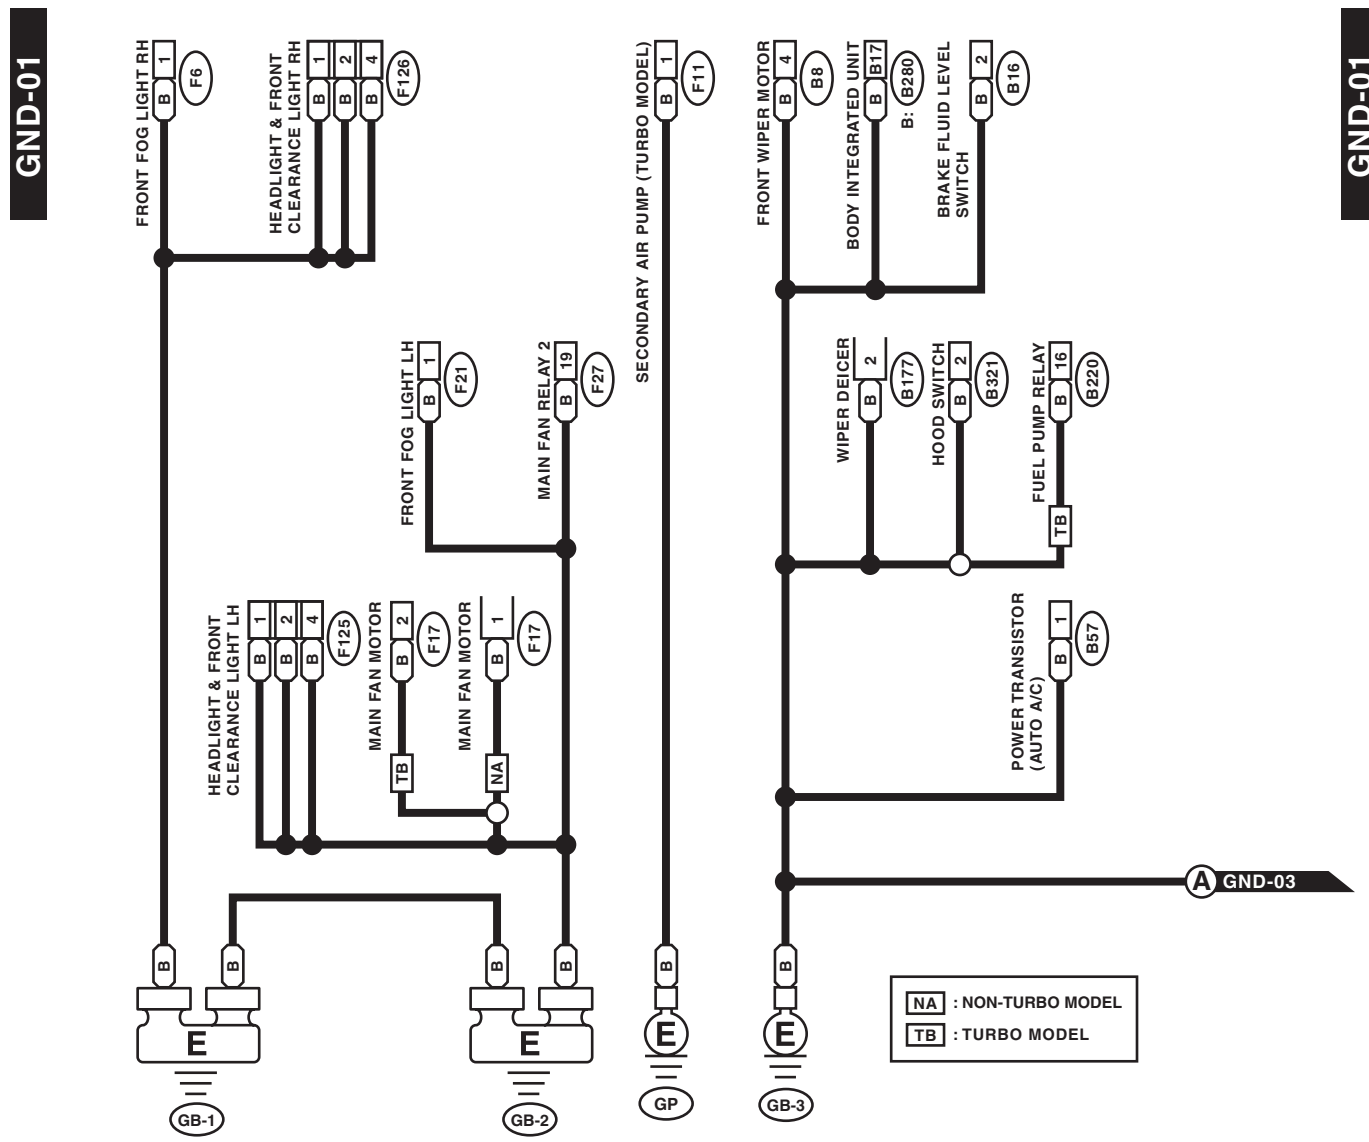 GND-01
GND-01
FRONT FOG LIGHT RH
1
B
F6
HEADLIGHT & FRONT
CLEARANCE LIGHT RH
1
2
4
B
B
B
F126
SECONDARY AIR PUMP (TURBO MODEL)
1
B
F11
FRONT WIPER MOTOR
4
B
B8
BODY INTEGRATED UNIT
B17
B
B: B280
BRAKE FLUID LEVEL
SWITCH
2
B
B16
FRONT FOG LIGHT LH
1
B
F21
MAIN FAN RELAY 2
19
B
F27
WIPER DEICER
2
B
B177
HOOD SWITCH
2
B
B321
FUEL PUMP RELAY
16
B
B220
TB
HEADLIGHT & FRONT
CLEARANCE LIGHT LH
1
2
4
B
B
B
F125
MAIN FAN MOTOR
2
B
F17
TB
MAIN FAN MOTOR
1
B
F17
NA
POWER TRANSISTOR
(AUTO A/C)
1
B
B57
A GND-03
B
B
B
B
B
B
E
E
E
E
GB-1
GB-2
GP
GB-3
NA : NON-TURBO MODEL
TB : TURBO MODEL